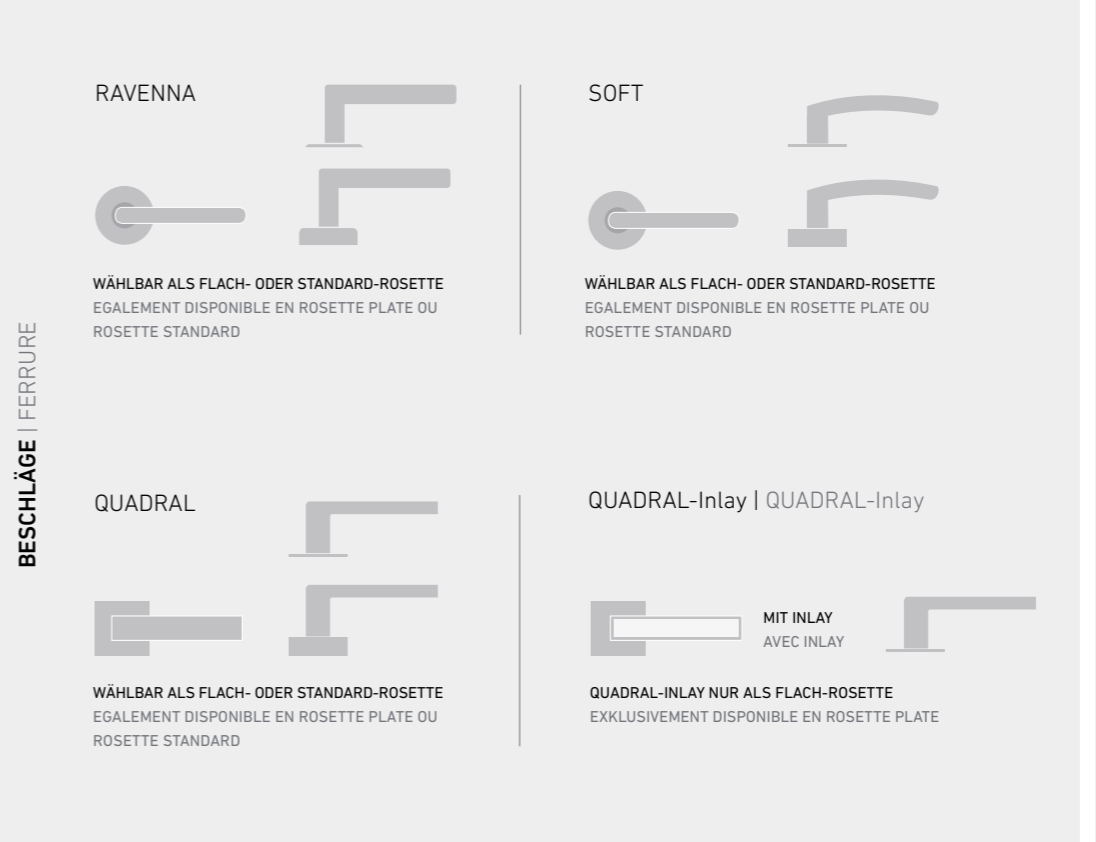 BESCHLÄGE | FERRURE
RAVENNA
WÄHLBAR ALS FLACH- ODER STANDARD-ROSETTE
EGALEMENT DISPONIBLE EN ROSETTE PLATE OU
ROSETTE STANDARD
SOFT
WÄHLBAR ALS FLACH- ODER STANDARD-ROSETTE
EGALEMENT DISPONIBLE EN ROSETTE PLATE OU
ROSETTE STANDARD
QUADRAL
WÄHLBAR ALS FLACH- ODER STANDARD-ROSETTE
EGALEMENT DISPONIBLE EN ROSETTE PLATE OU
ROSETTE STANDARD
QUADRAL-Inlay | QUADRAL-Inlay
MIT INLAY
AVEC INLAY
QUADRAL-INLAY NUR ALS FLACH-ROSETTE
EXKLUSIVEMENT DISPONIBLE EN ROSETTE PLATE